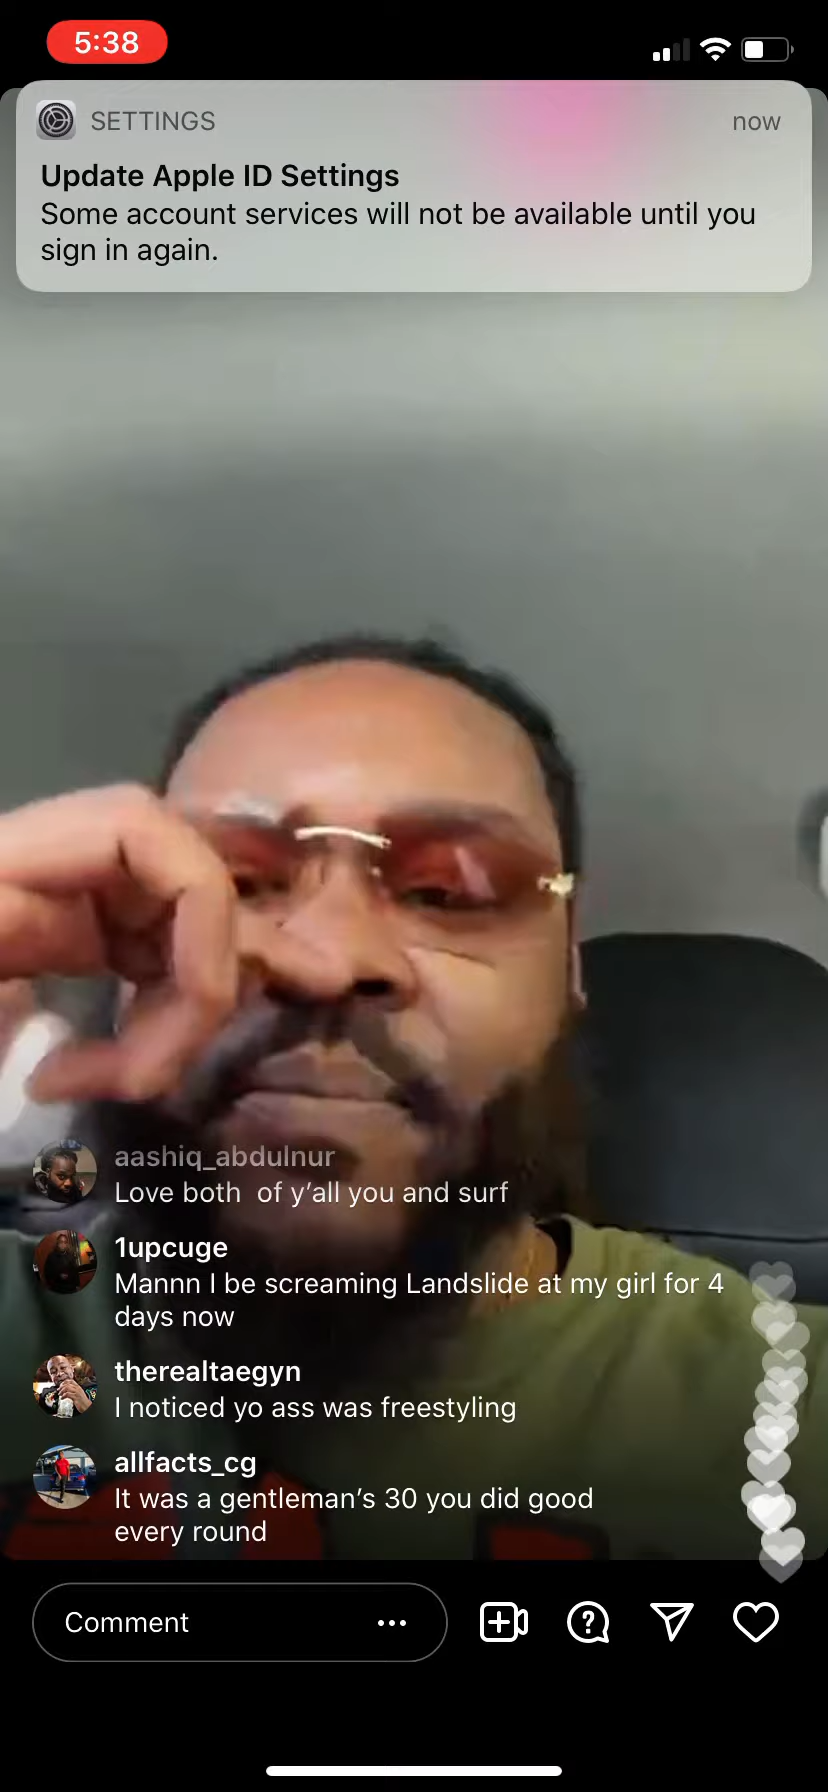 5:38
SETTINGS
now
Update Apple ID Settings
Some account services will not be available until you
sign in again.
aashiq_abdulnur
Love both  of y’all you and surf
1upcuge
Mannn I be screaming Landslide at my girl for 4
days now
therealtaegyn
I noticed yo ass was freestyling
allfacts_cg
It was a gentleman’s 30 you did good
every round
Comment